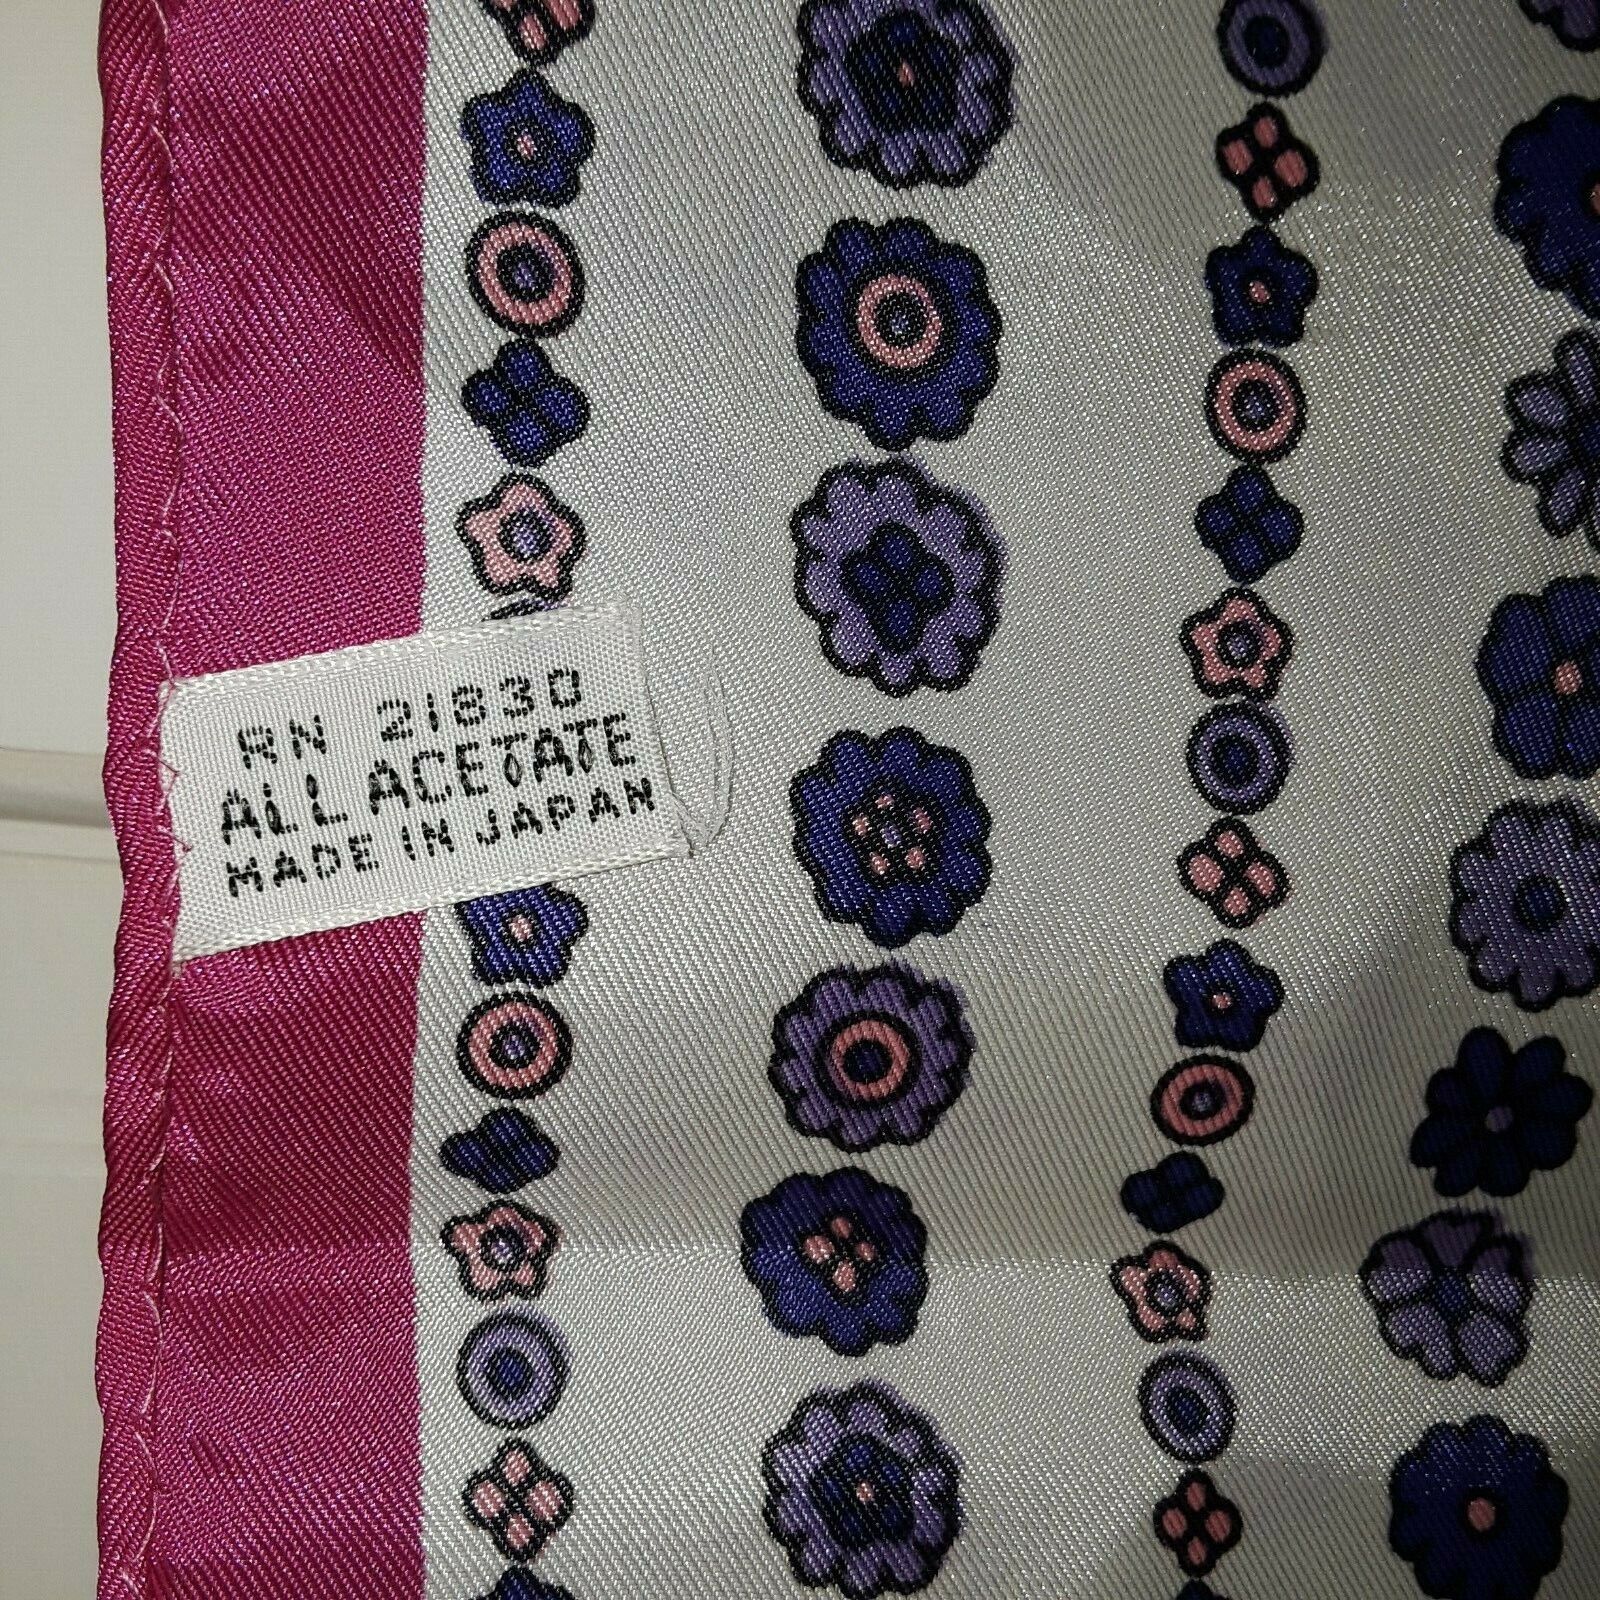 RN 21830
ALL ACETATE
MADE IN JAPAN